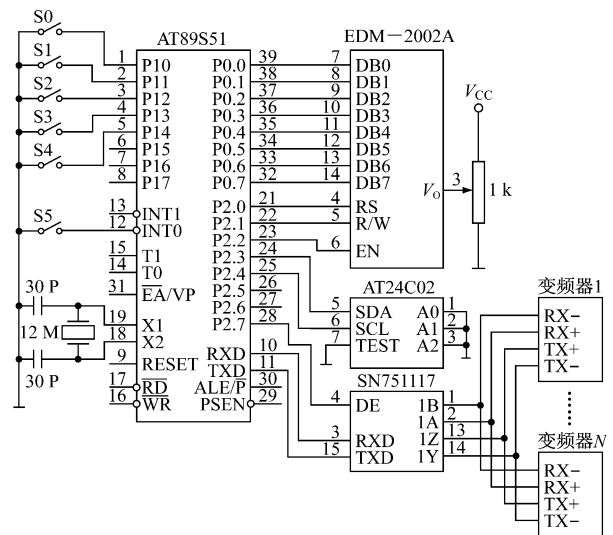 S0
S1
S2
S3
S4
S5
30 P
12 M
30 P
AT89S51
1 P10 P0.0 39
2 P11 P0.1 38
3 P12 P0.2 37
4 P13 P0.3 36
5 P14 P0.4 35
6 P15 P0.5 34
7 P16 P0.6 33
8 P17 P0.7 32
13 INT1 P2.0 21
12 INT0 P2.1 22
P2.2 23
15 T1 P2.3 24
14 T0 P2.4 25
31 EA/VP P2.5 26
P2.6 27
19 X1 P2.7 28
18 X2
9 RESET RXD 10
TXD 11
17 RD ALE/P 30
16 WR PSEN 29
EDM－2002A
7 DB0
8 DB1
9 DB2
10 DB3
11 DB4
12 DB5
13 DB6
14 DB7
4 RS
5 R/W
6 EN
VO 3
VCC
1 k
AT24C02
5 SDA A0 1
6 SCL A1 2
7 TEST A2 3
SN751117
4 DE 1B 1
1A 2
3 RXD 1Z 13
15 TXD 1Y 14
变频器1
RX-
RX+
TX+
TX-
变频器N
RX-
RX+
TX+
TX-